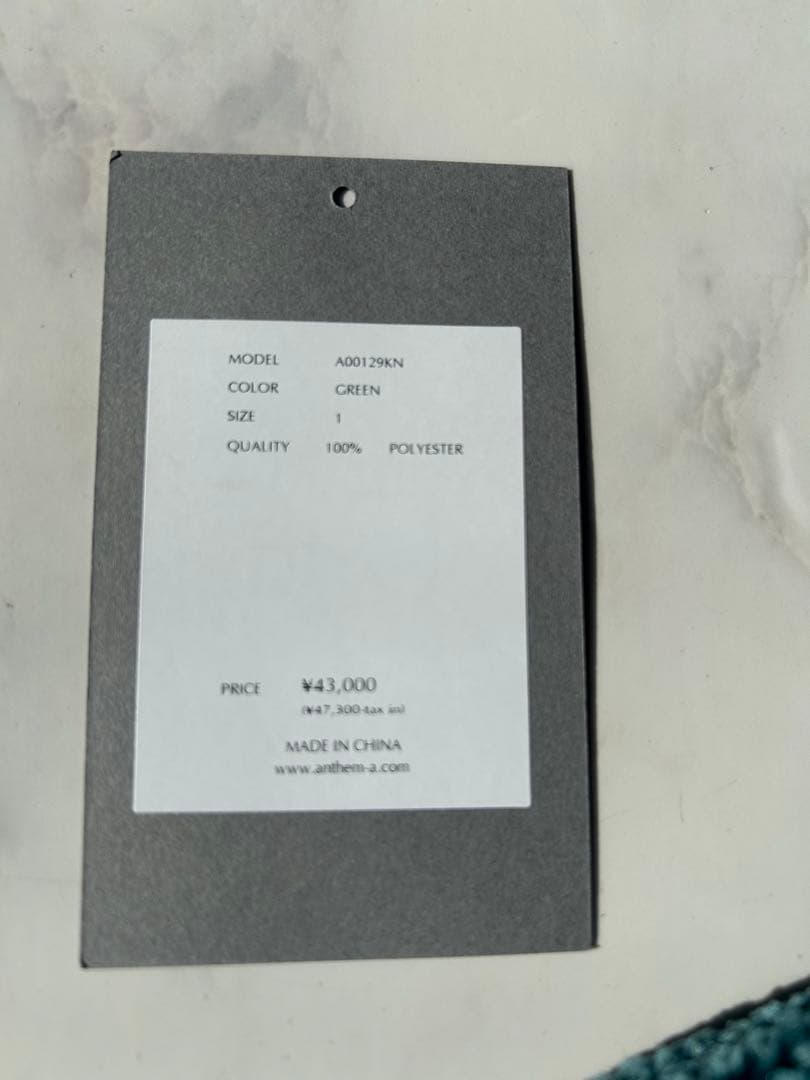 MODEL A00129KN
COLOR GREEN
SIZE 1
QUALITY 100% POLYESTER
PRICE ¥43,000
(¥47,300-tax in)
MADE IN CHINA
www.anthem-a.com